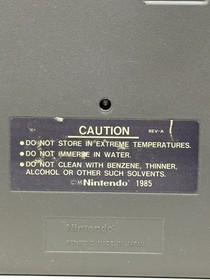 CAUTION
REV-A
•DO NOT STORE IN EXTREME TEMPERATURES.
•DO NOT IMMERSE IN WATER.
•DO NOT CLEAN WITH BENZENE, THINNER,
ALCOHOL OR OTHER SUCH SOLVENTS.
©Nintendo 1985
Nintendo